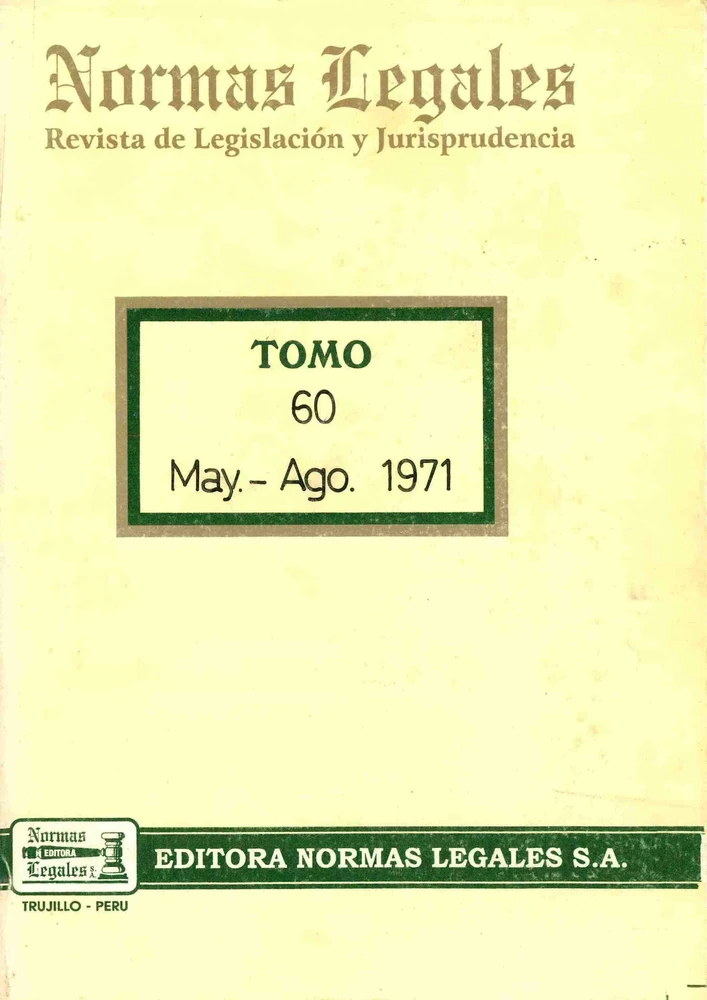 Normas Legales
Revista de Legislación y Jurisprudencia
TOMO
60
May.- Ago. 1971
Normas
EDITORA
Legales S.A.
EDITORA NORMAS LEGALES S.A.
TRUJILLO - PERU